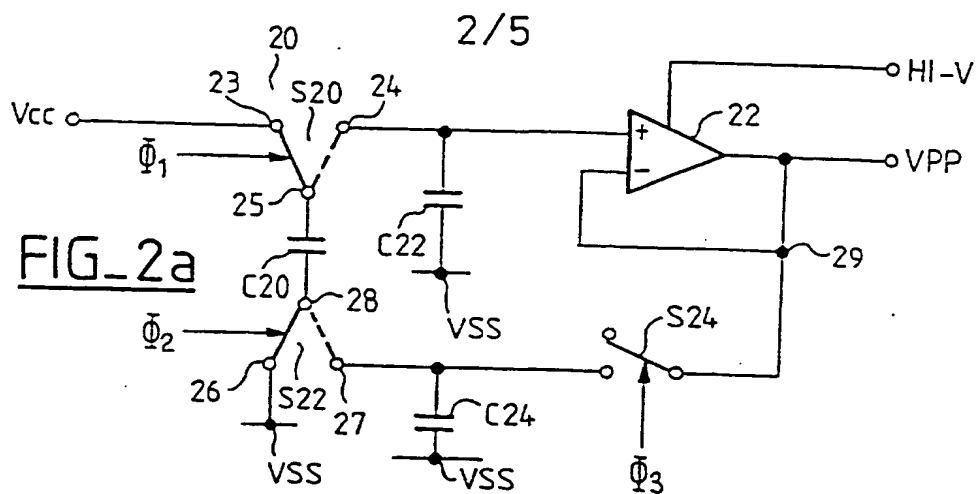 2/5
20
23
S20
24
22
HI-V
Vcc
Φ1
+
-
VPP
25
C20
C22
29
FIG_2a
28
VSS
S24
Φ2
26
S22
27
C24
VSS
VSS
Φ3